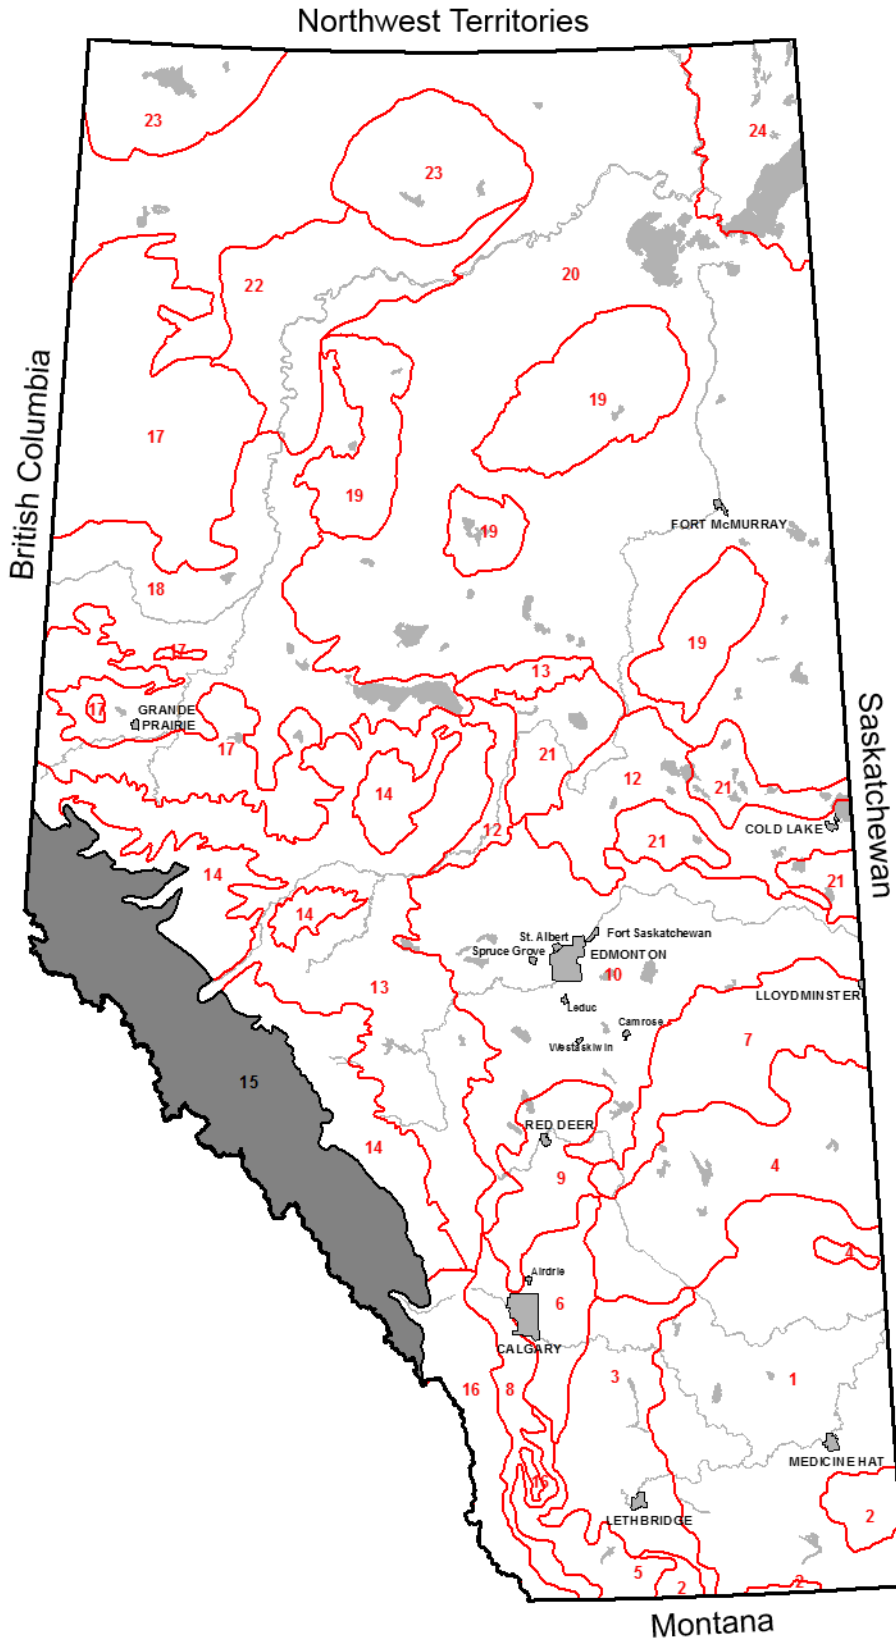 Northwest Territories
23
24
23
20
22
19
17
19
19
FORT McMURRAY
18
19
17
13
17
GRANDE
PRAIRIE
17
21
12
21
14
12
COLD LAKE
21
14
21
14
St. Albert
Fort Saskatchewan
Spruce Grove
EDMONTON
10
13
LLOYDMINSTER
Leduc
Camrose
7
Wetaskiwin
15
RED DEER
14
4
9
4
Airdrie
6
CALGARY
3
16
8
1
MEDICINE HAT
16
2
LETHBRIDGE
5
2
2
British Columbia
Saskatchewan
Montana